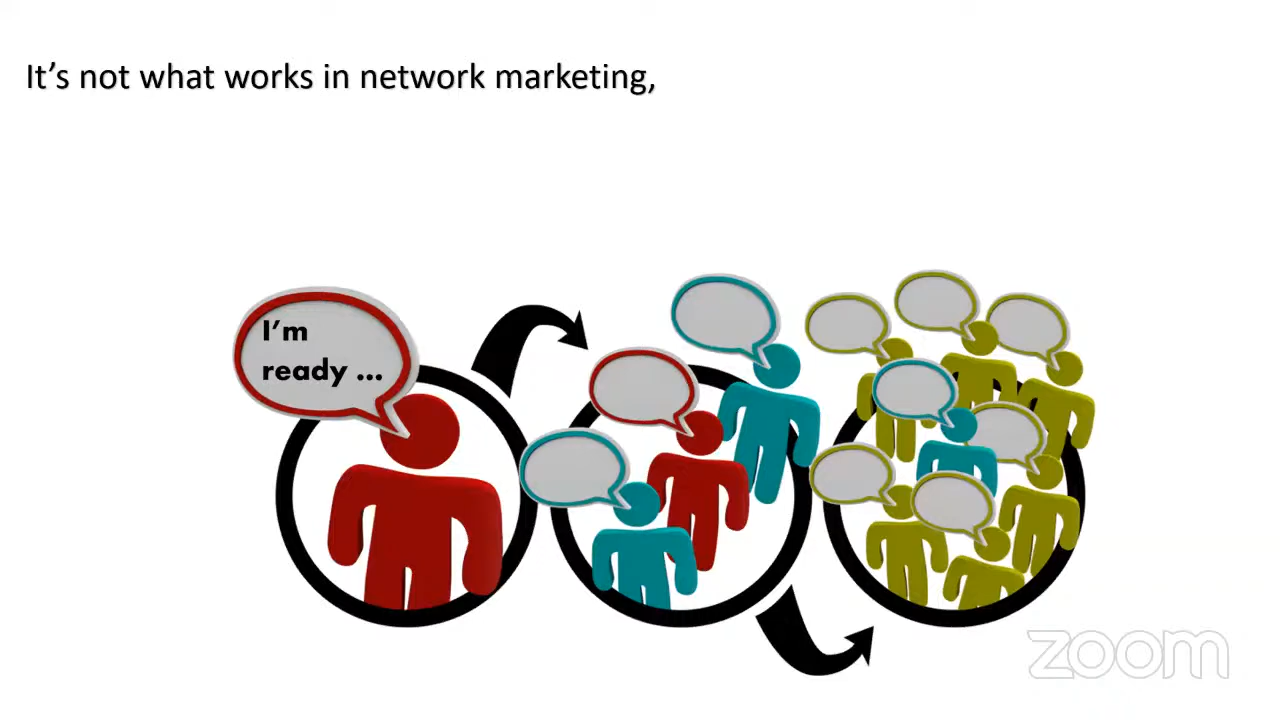 It’s not what works in network marketing,
I’m
ready ...
zoom